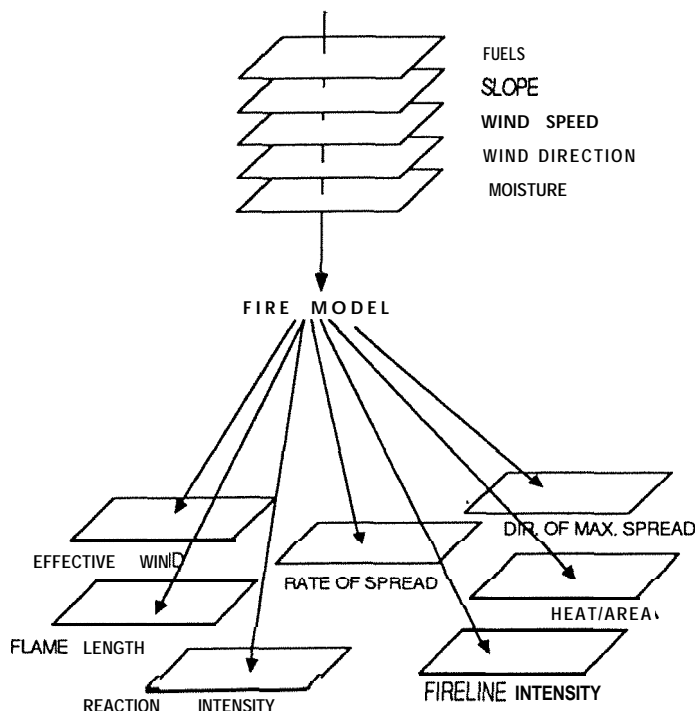 FUELS
SLOPE
WIND SPEED
WIND DIRECTION
MOISTURE
FIRE MODEL
DIR. OF MAX. SPREAD
EFFECTIVE WIND
RATE OF SPREAD
HEAT/AREA
FLAME LENGTH
FIRELINE INTENSITY
REACTION INTENSITY